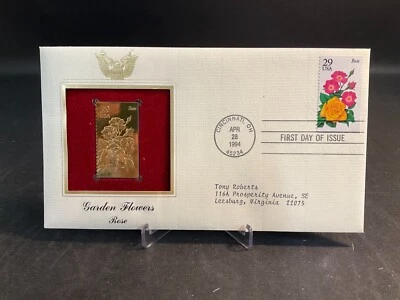 Rose
29
USA
CINCINNATI, OH
APR
28
1994
45234
FIRST DAY OF ISSUE
Tony Roberts
116A Prosperity Avenue, SE
Leesburg, Virginia 22075
Garden Flowers
Rose